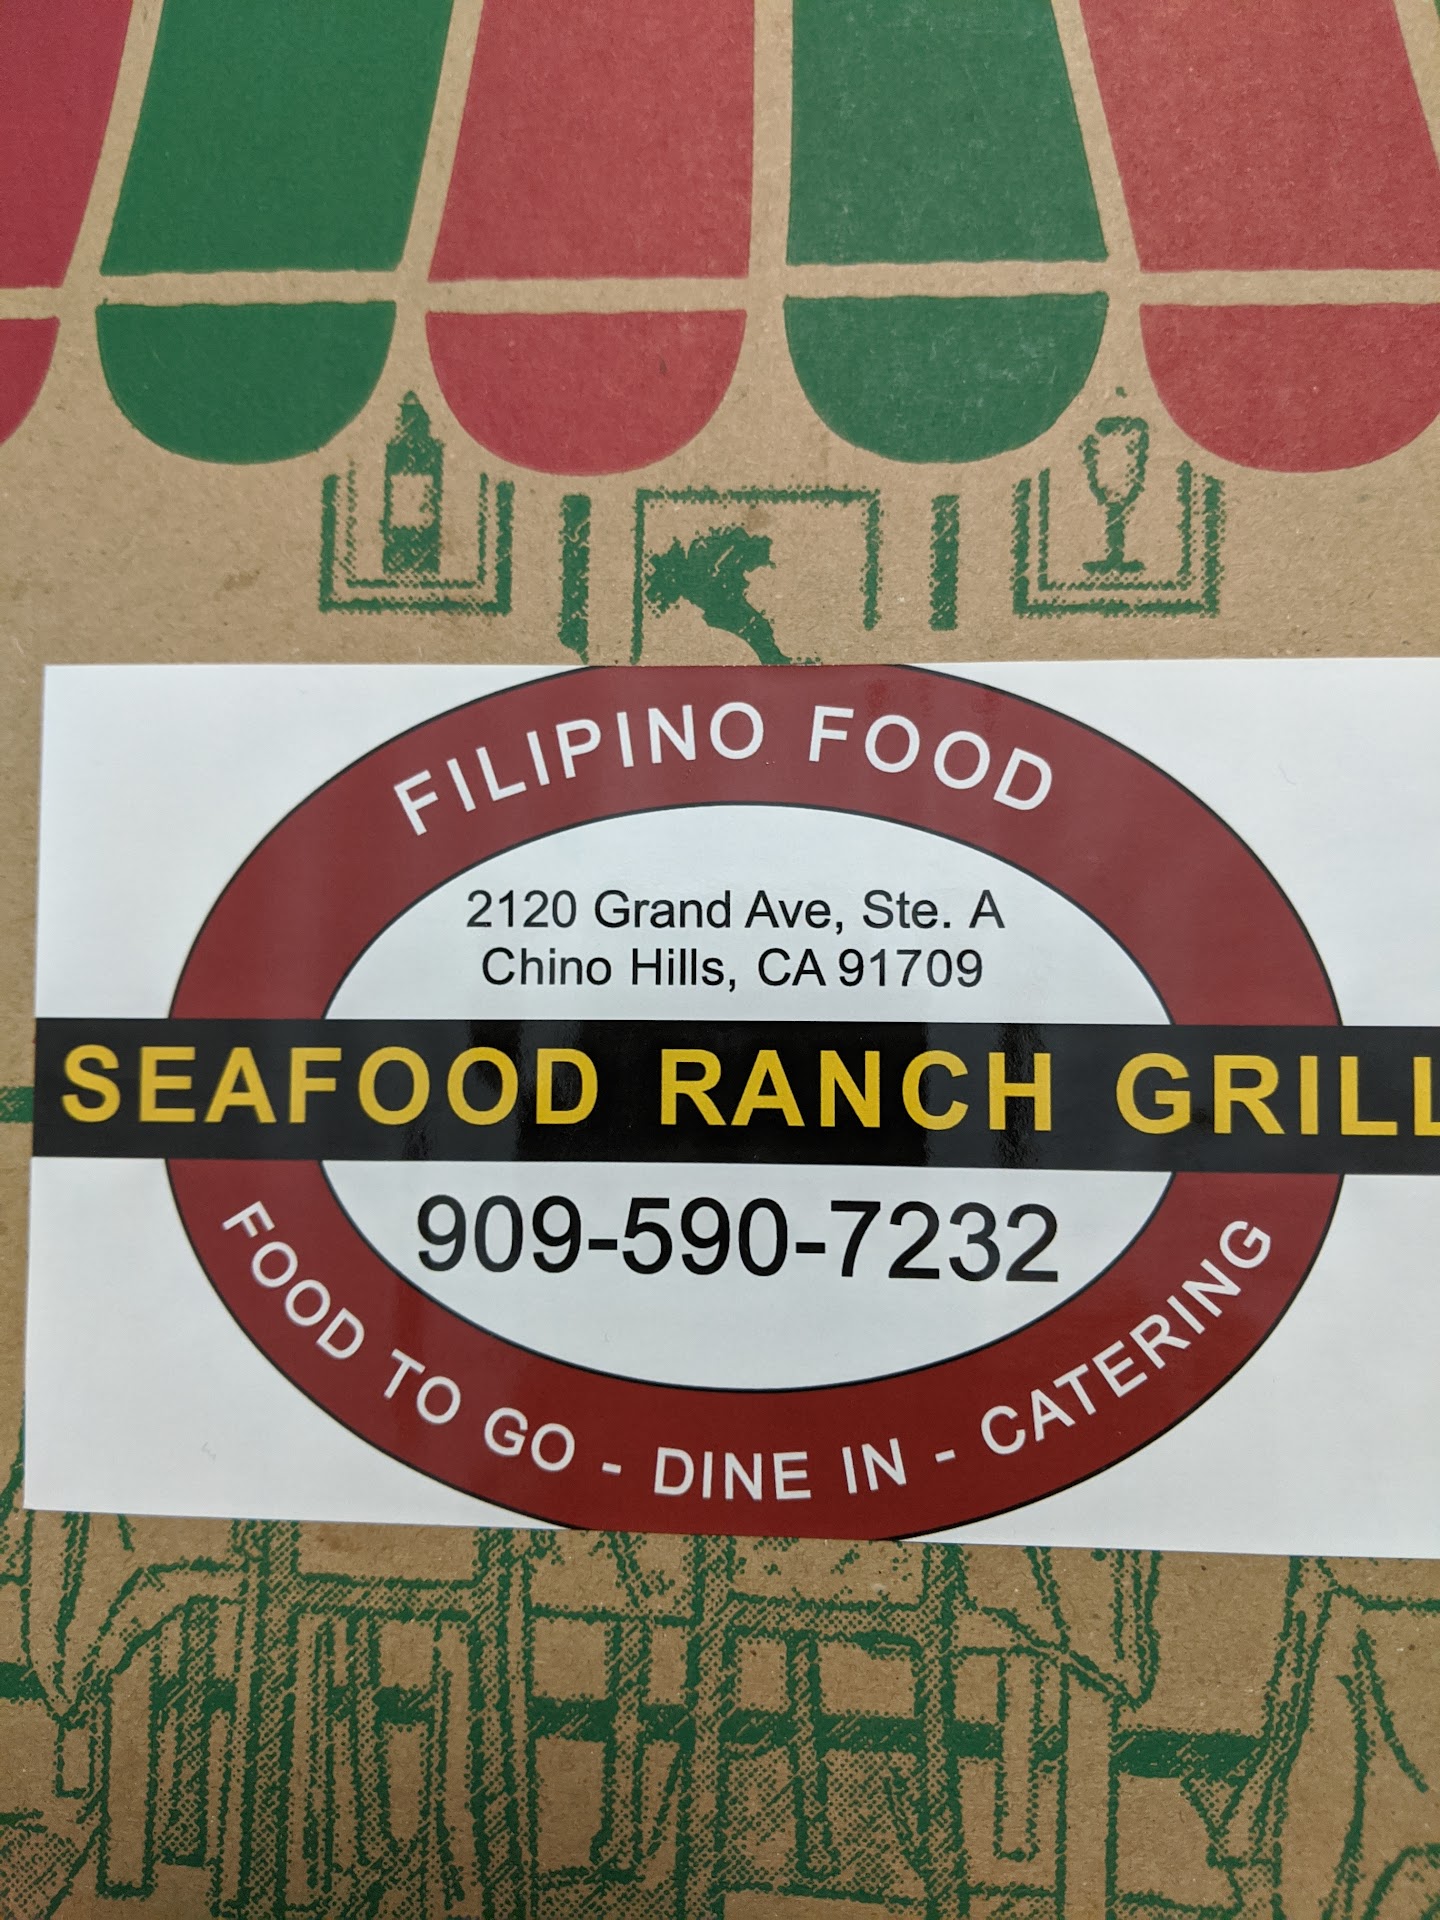 FILIPINO FOOD
2120 Grand Ave, Ste. A
Chino Hills, CA 91709
SEAFOOD RANCH GRILL
909-590-7232
FOOD TO GO - DINE IN - CATERING